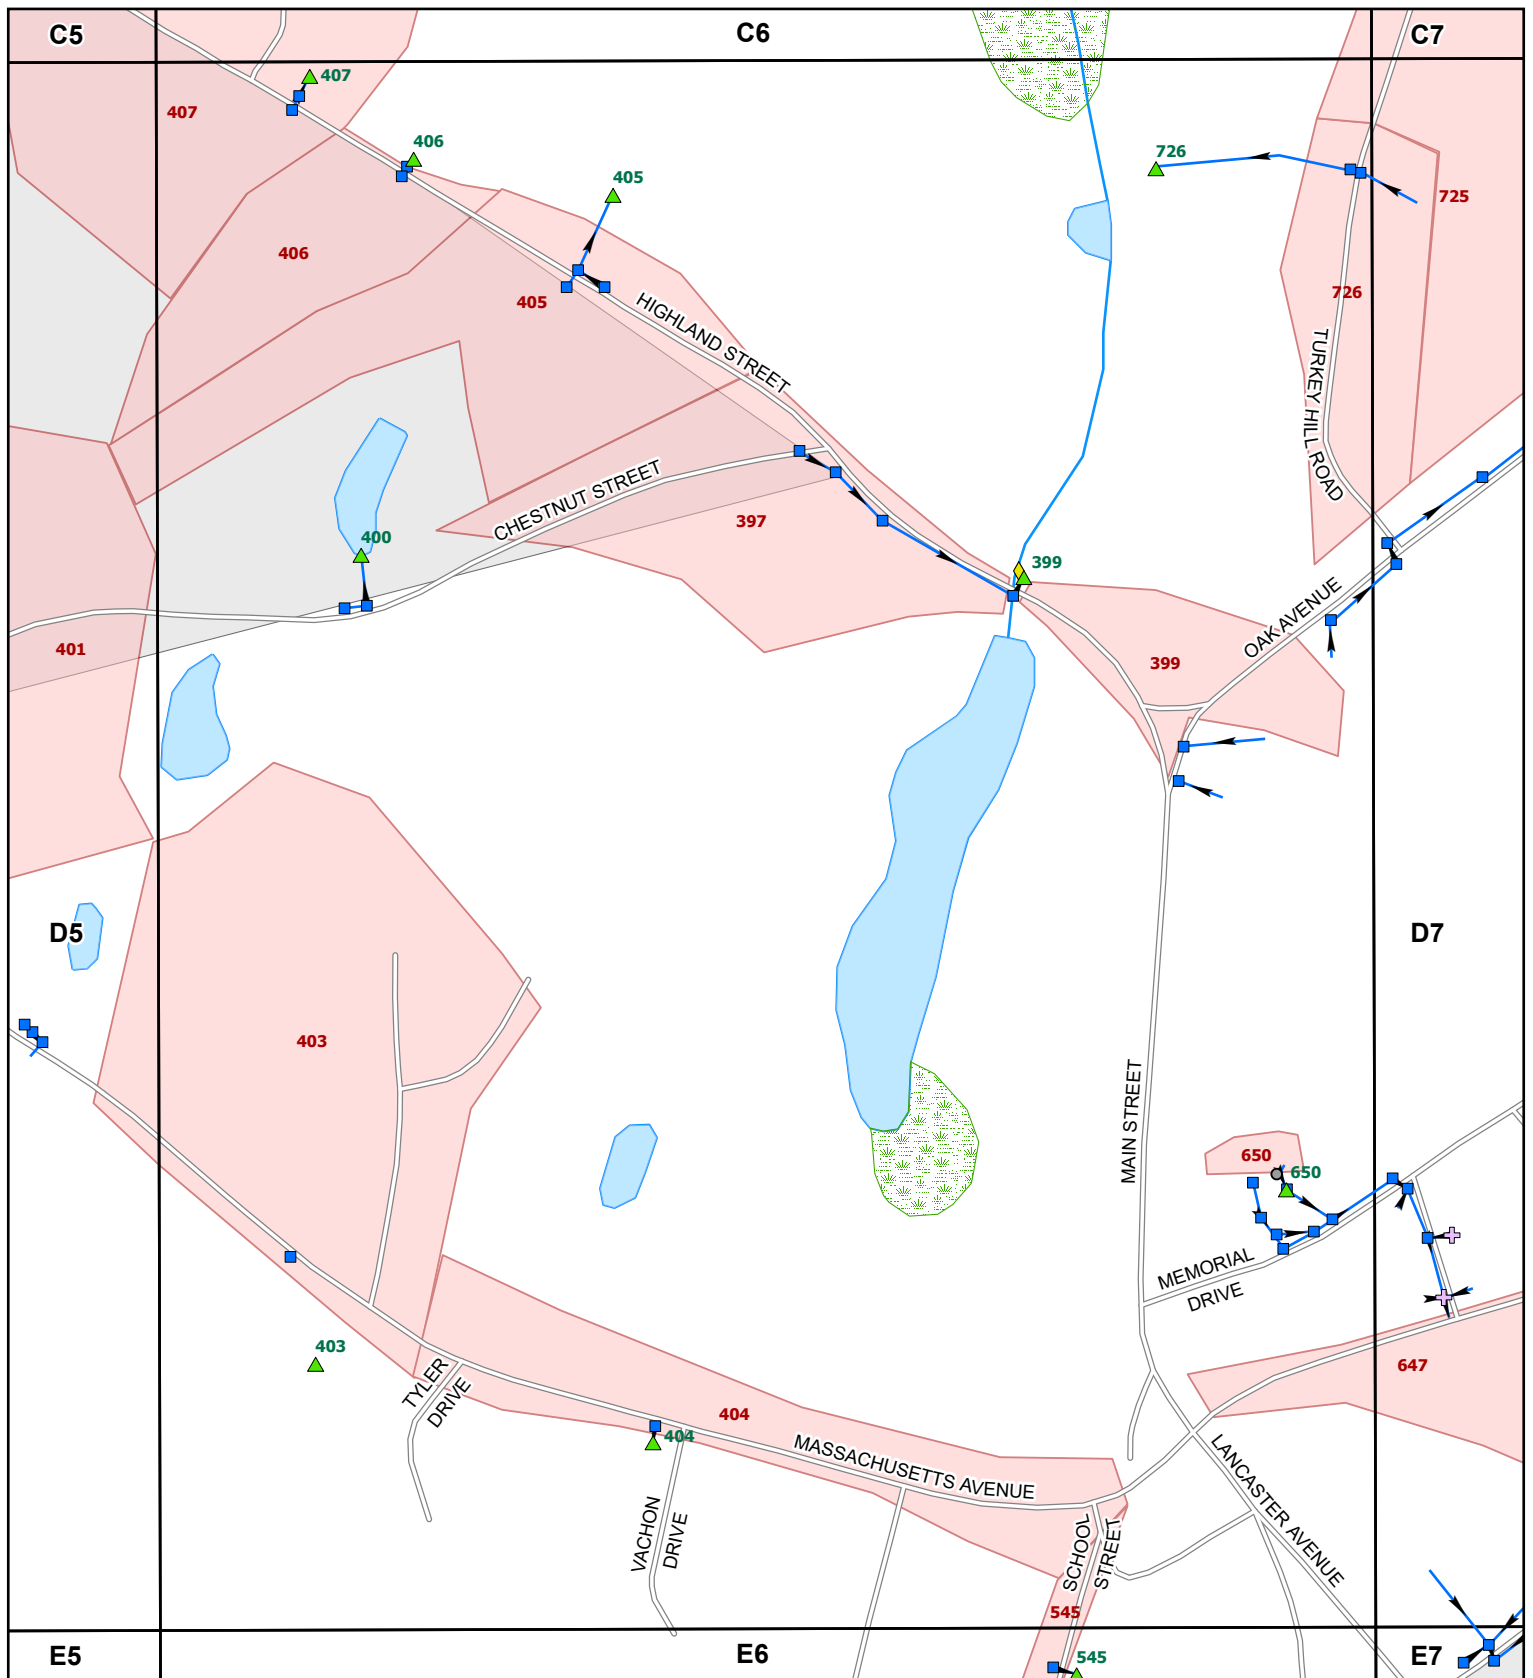 C5
C6
C7
407
407
406
726
405
725
406
726
405
HIGHLAND STREET
TURKEY HILL ROAD
CHESTNUT STREET
397
400
399
OAK AVENUE
401
399
D5
D7
403
MAIN STREET
650
650
MEMORIAL
DRIVE
403
647
TYLER
DRIVE
404
404
MASSACHUSETTS AVENUE
LANCASTER AVENUE
VACHON
DRIVE
SCHOOL
STREET
545
E5
E6
E7
545